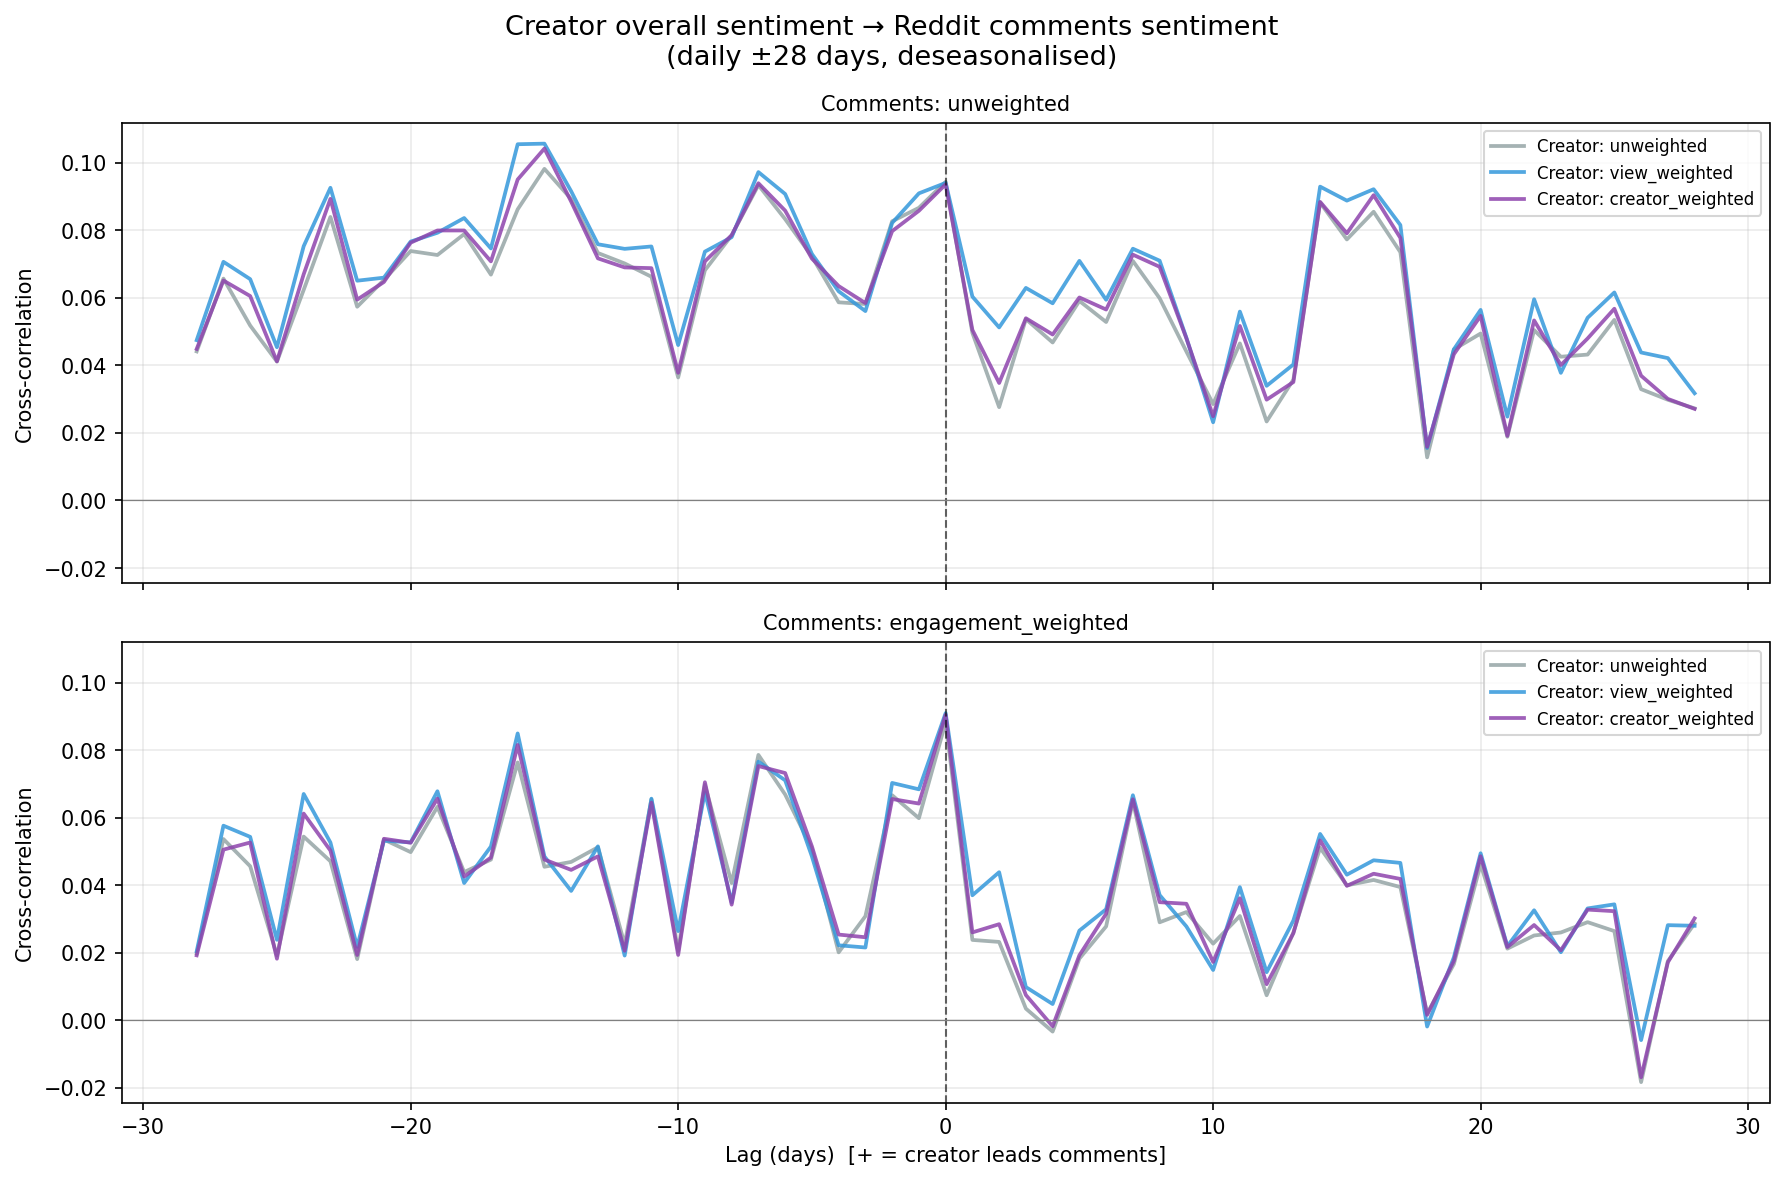 Creator overall sentiment → Reddit comments sentiment
(daily ±28 days, deseasonalised)
Comments: unweighted
Creator: unweighted
Creator: view_weighted
Creator: creator_weighted
Cross-correlation
0.10
0.08
0.06
0.04
0.02
0.00
−0.02
Comments: engagement_weighted
Creator: unweighted
Creator: view_weighted
Creator: creator_weighted
Cross-correlation
0.10
0.08
0.06
0.04
0.02
0.00
−0.02
−30
−20
−10
0
10
20
30
Lag (days)  [+ = creator leads comments]